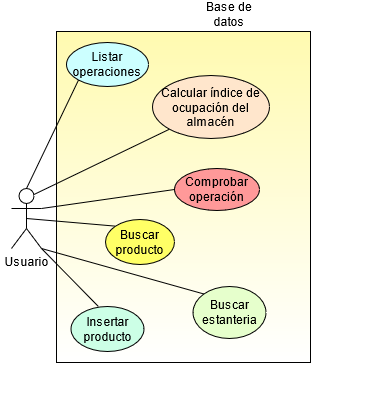 Base de
datos
Listar
operaciones
Calcular índice de
ocupación del
almacén
Comprobar
operación
Buscar
producto
Usuario
Buscar
estanteria
Insertar
producto